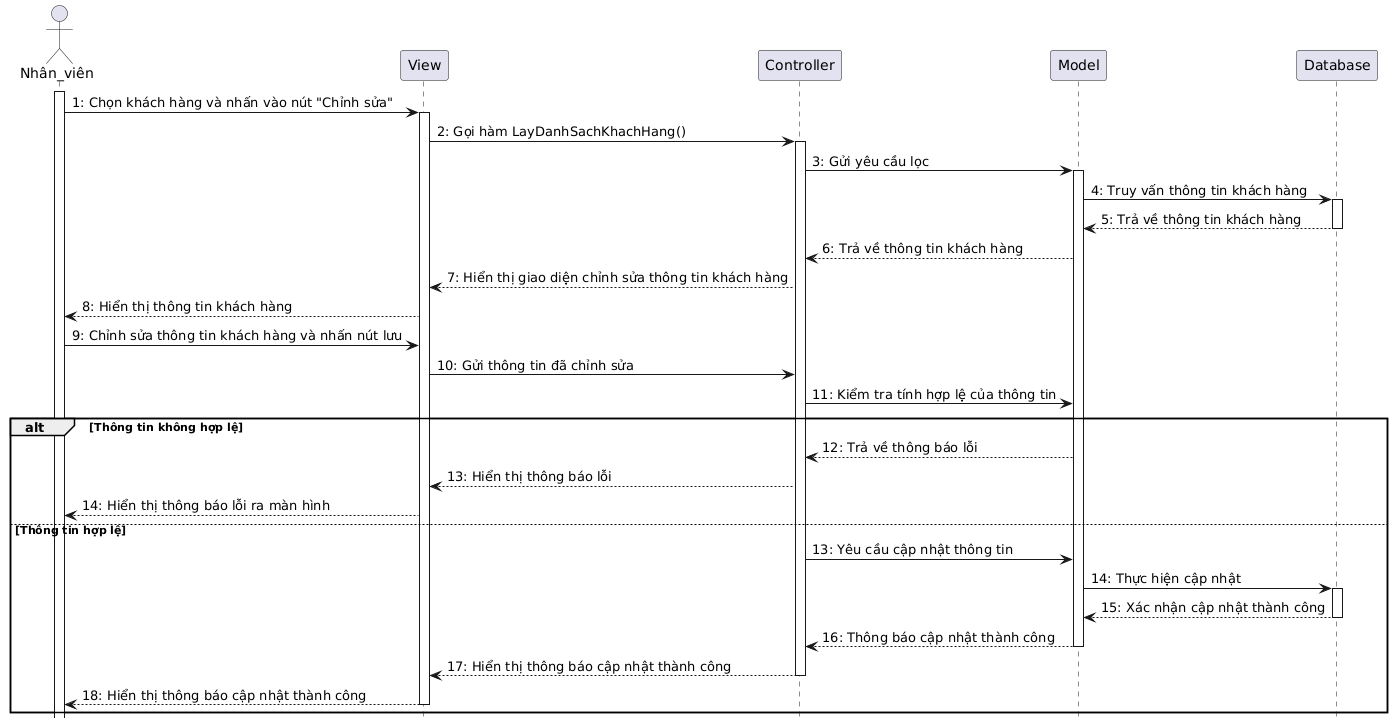 Nhân_viên
View
Controller
Model
Database
1: Chọn khách hàng và nhấn vào nút "Chỉnh sửa"
2: Gọi hàm LayDanhSachKhachHang()
3: Gửi yêu cầu lọc
4: Truy vấn thông tin khách hàng
5: Trả về thông tin khách hàng
6: Trả về thông tin khách hàng
7: Hiển thị giao diện chỉnh sửa thông tin khách hàng
8: Hiển thị thông tin khách hàng
9: Chỉnh sửa thông tin khách hàng và nhấn nút lưu
10: Gửi thông tin đã chỉnh sửa
11: Kiểm tra tính hợp lệ của thông tin
alt [Thông tin không hợp lệ]
12: Trả về thông báo lỗi
13: Hiển thị thông báo lỗi
14: Hiển thị thông báo lỗi ra màn hình
[Thông tin hợp lệ]
13: Yêu cầu cập nhật thông tin
14: Thực hiện cập nhật
15: Xác nhận cập nhật thành công
16: Thông báo cập nhật thành công
17: Hiển thị thông báo cập nhật thành công
18: Hiển thị thông báo cập nhật thành công